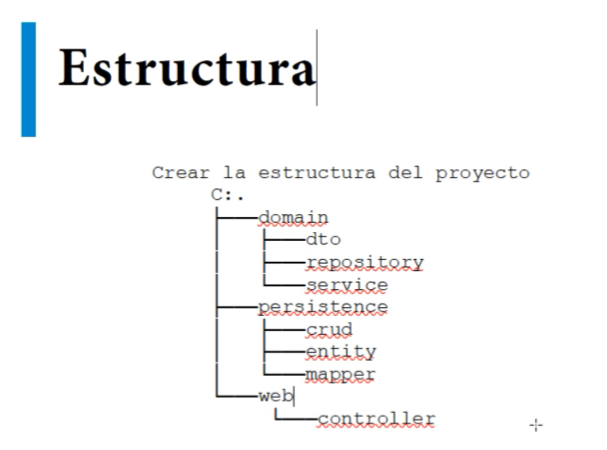 Estructura
Crear la estructura del proyecto
C:.
├───domain
│   ├───dto
│   ├───repository
│   └───service
├───persistence
│   ├───crud
│   ├───entity
│   └───mapper
└───web
    └───controller